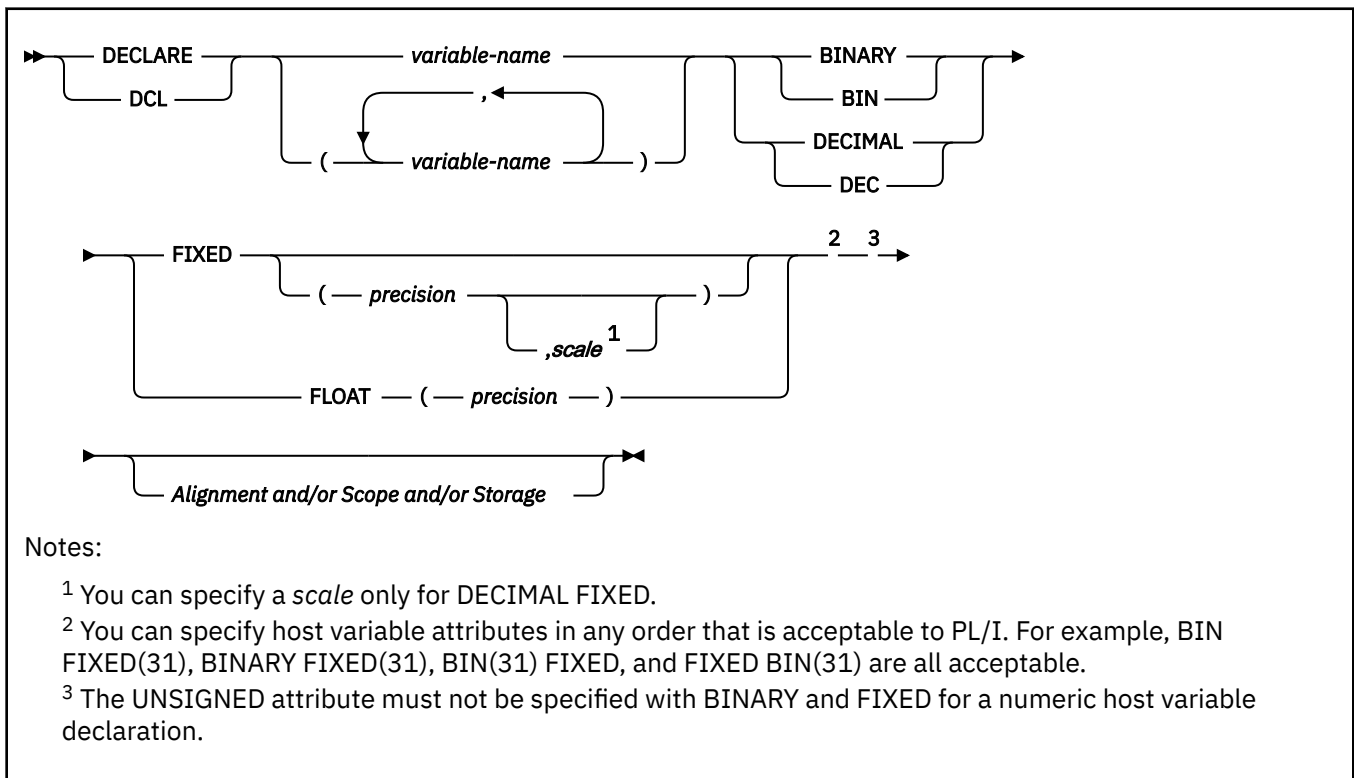 DECLARE variable-name BINARY
DCL , BIN
( variable-name ) DECIMAL
DEC
FIXED 2 3
( precision )
,scale 1
FLOAT ( precision )
Alignment and/or Scope and/or Storage
Notes:
1 You can specify a scale only for DECIMAL FIXED.
2 You can specify host variable attributes in any order that is acceptable to PL/I. For example, BIN
FIXED(31), BINARY FIXED(31), BIN(31) FIXED, and FIXED BIN(31) are all acceptable.
3 The UNSIGNED attribute must not be specified with BINARY and FIXED for a numeric host variable
declaration.